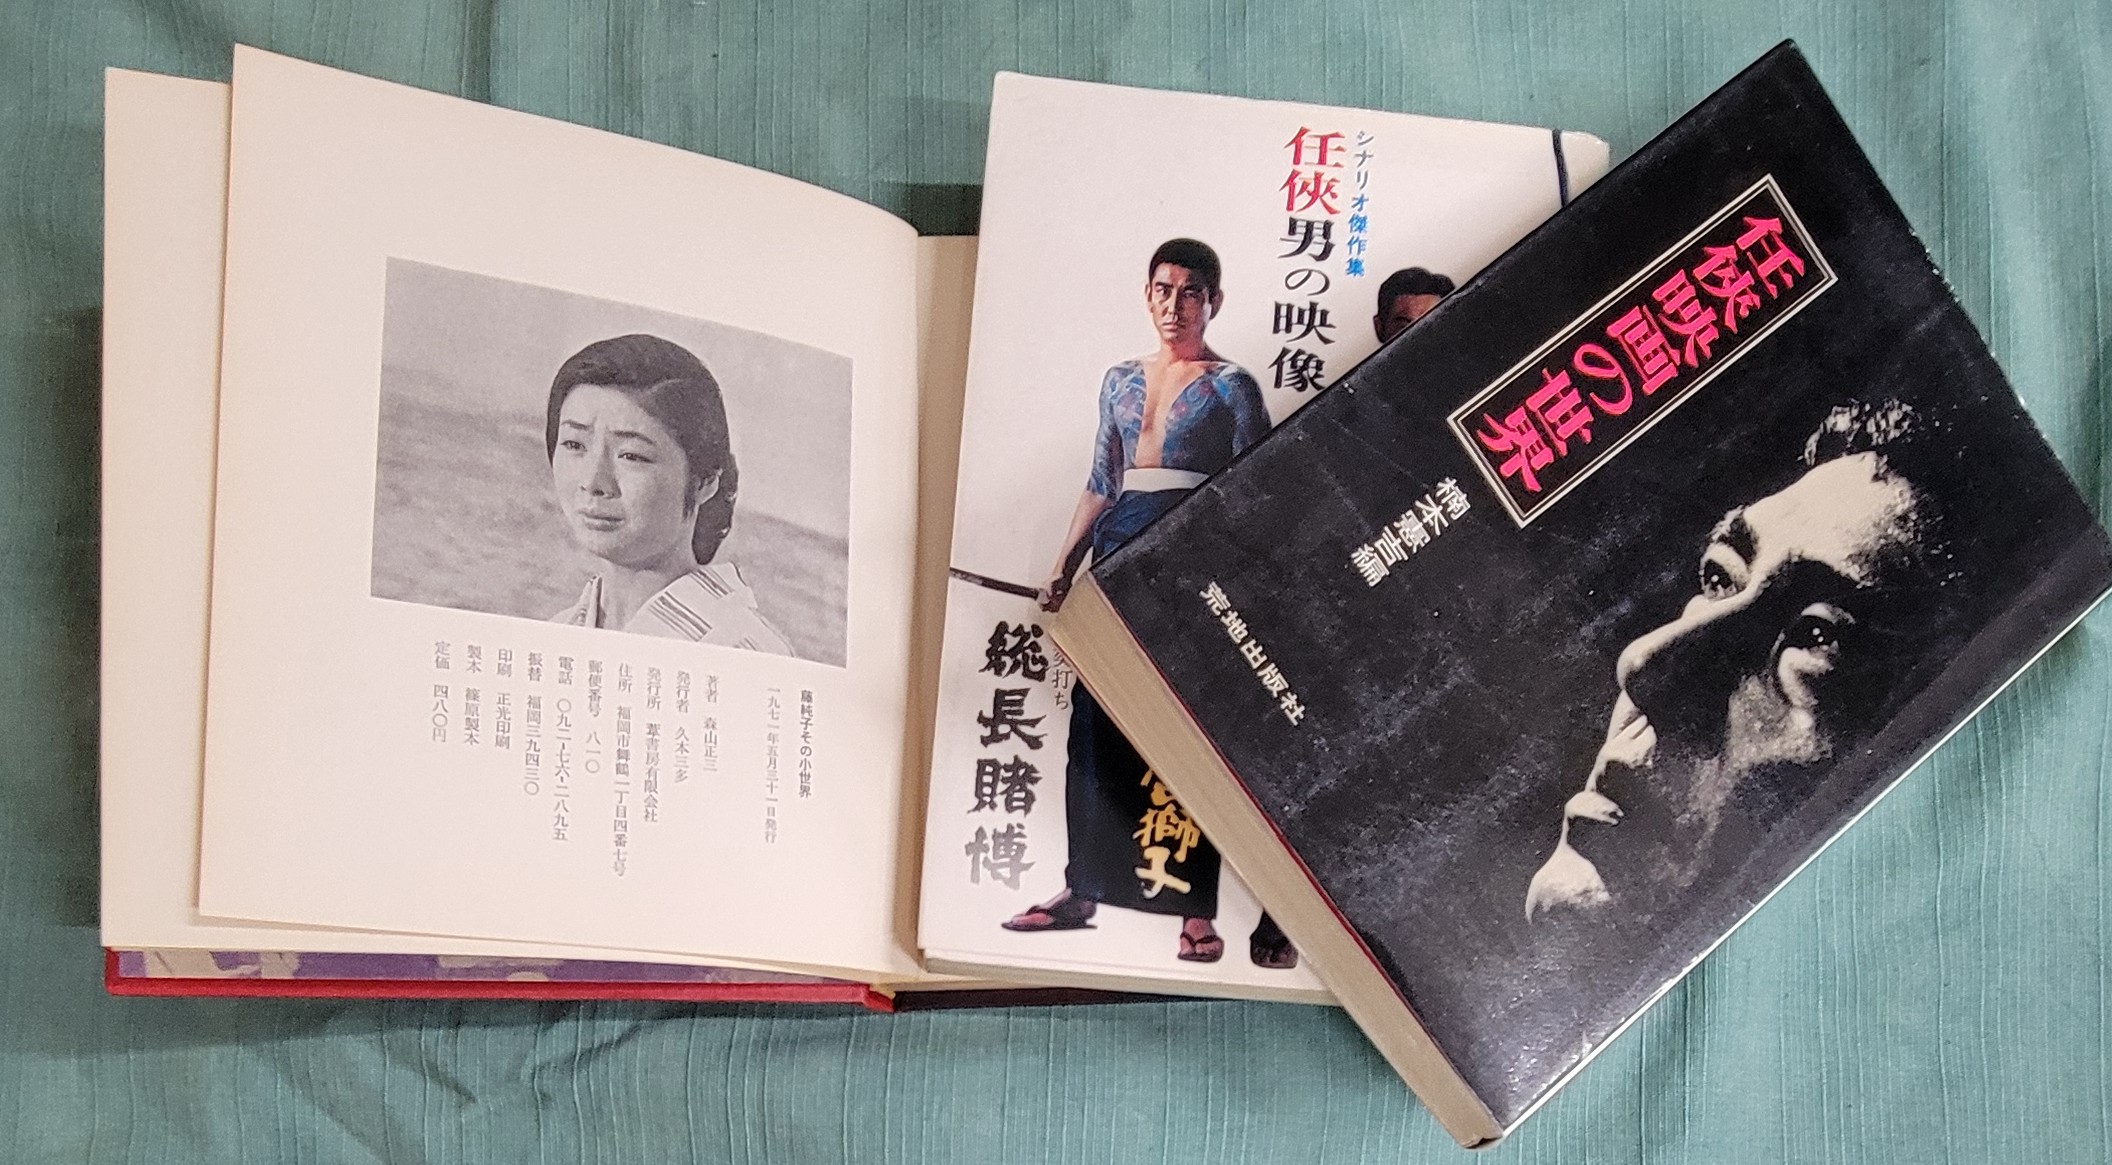 藤純子その小世界
一九七一年五月三十一日発行
著者 森山正三
発行者 久本三多
発行所 葦書房有限会社
住所 福岡市舞鶴一丁目四番七号
郵便番号 八一〇
電話 〇九二-七六-二八九五
振替 福岡三九四三〇
印刷 正光印刷
製本 篠原製本
定価 四八〇円
シナリオ傑作集
任俠男の映像
打ち
総長賭博
獅子
任俠映画の世界
楠本憲吉編
荒地出版社